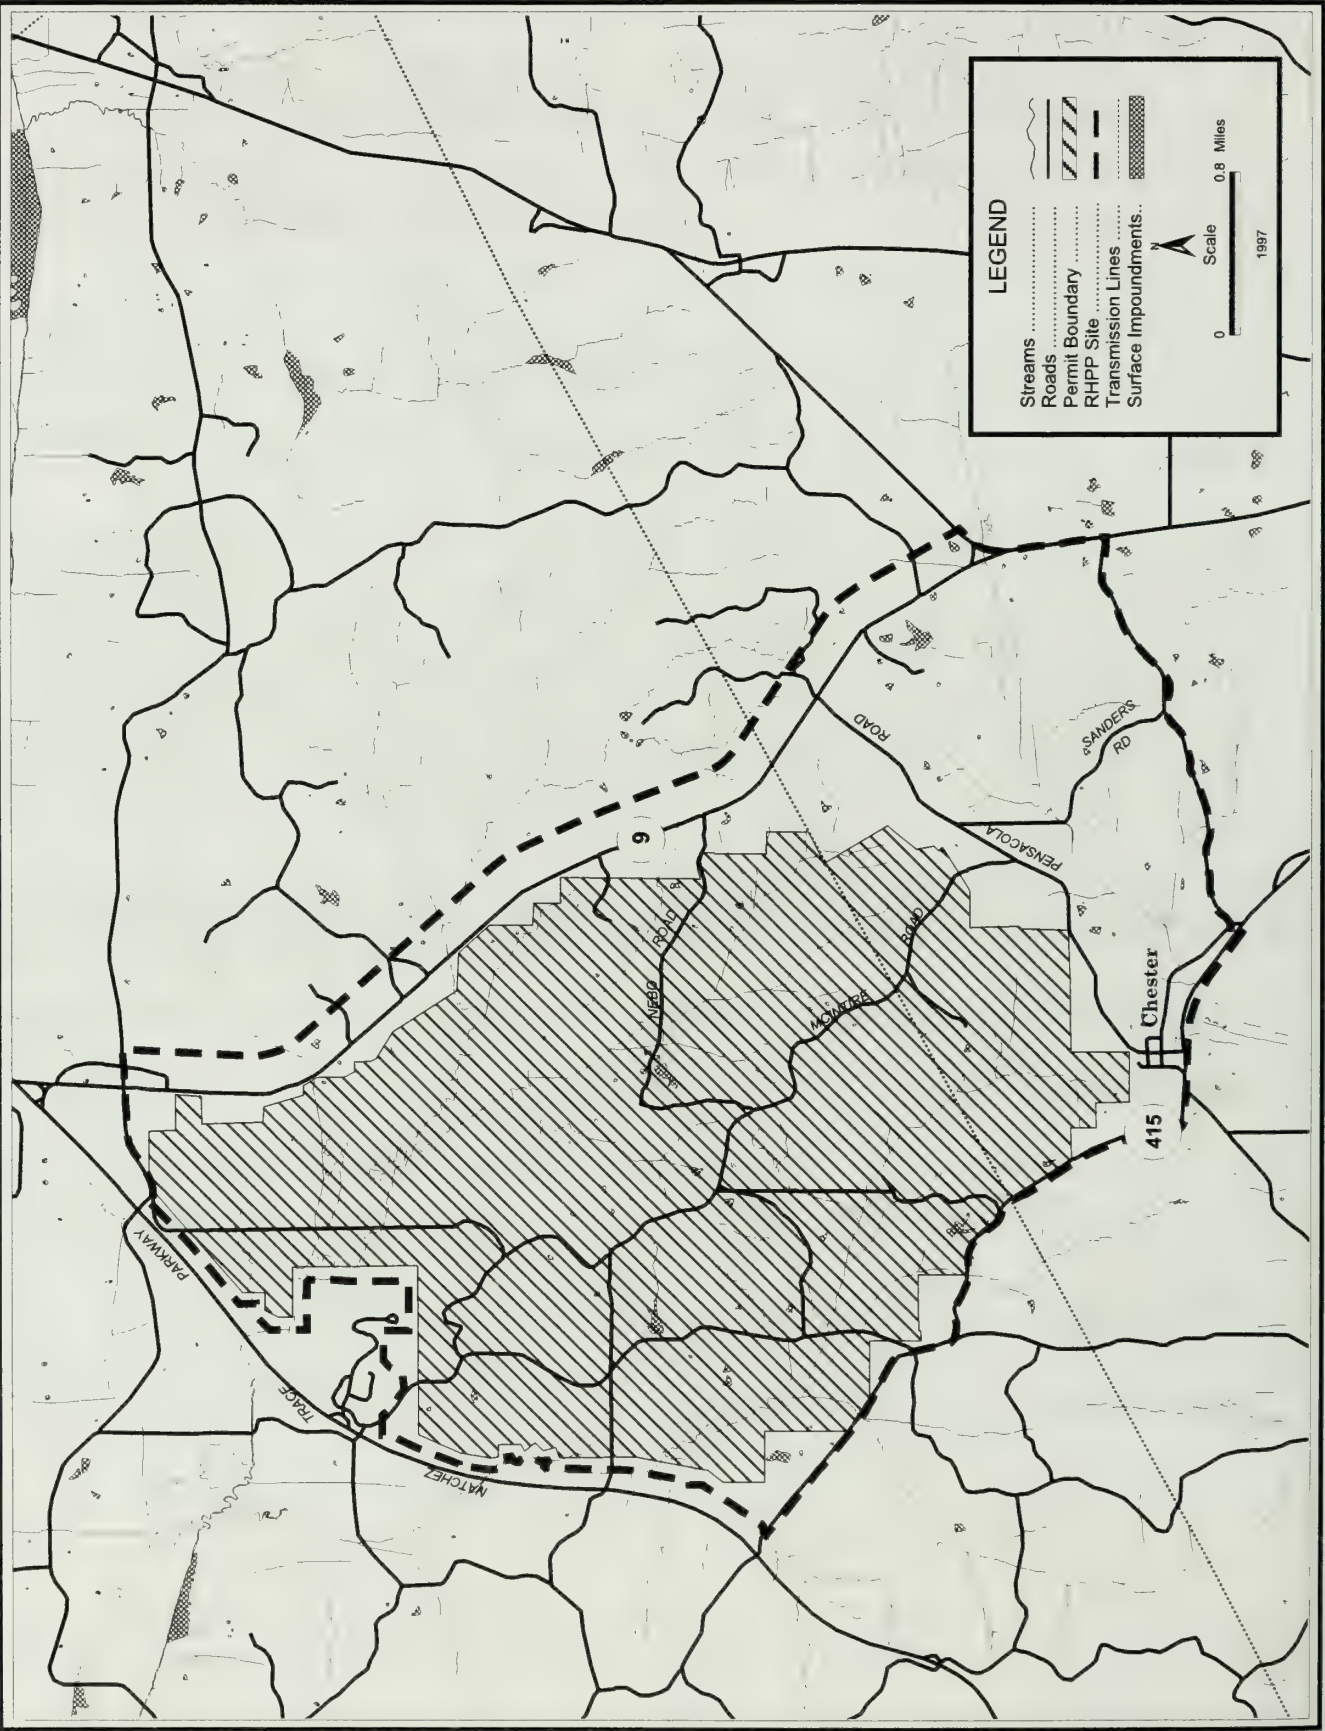 LEGEND
Streams ........................
Roads ........................
Permit Boundary ...........
RHPP Site ....................
Transmission Lines ......
Surface Impoundments..
N
Scale
0 0.8 Miles
1997
NATCHEZ
TRACE
PARKWAY
9
NEBO
ROAD
MCINTIRE
ROAD
PENSACOLA
ROAD
SANDERS
RD
Chester
415